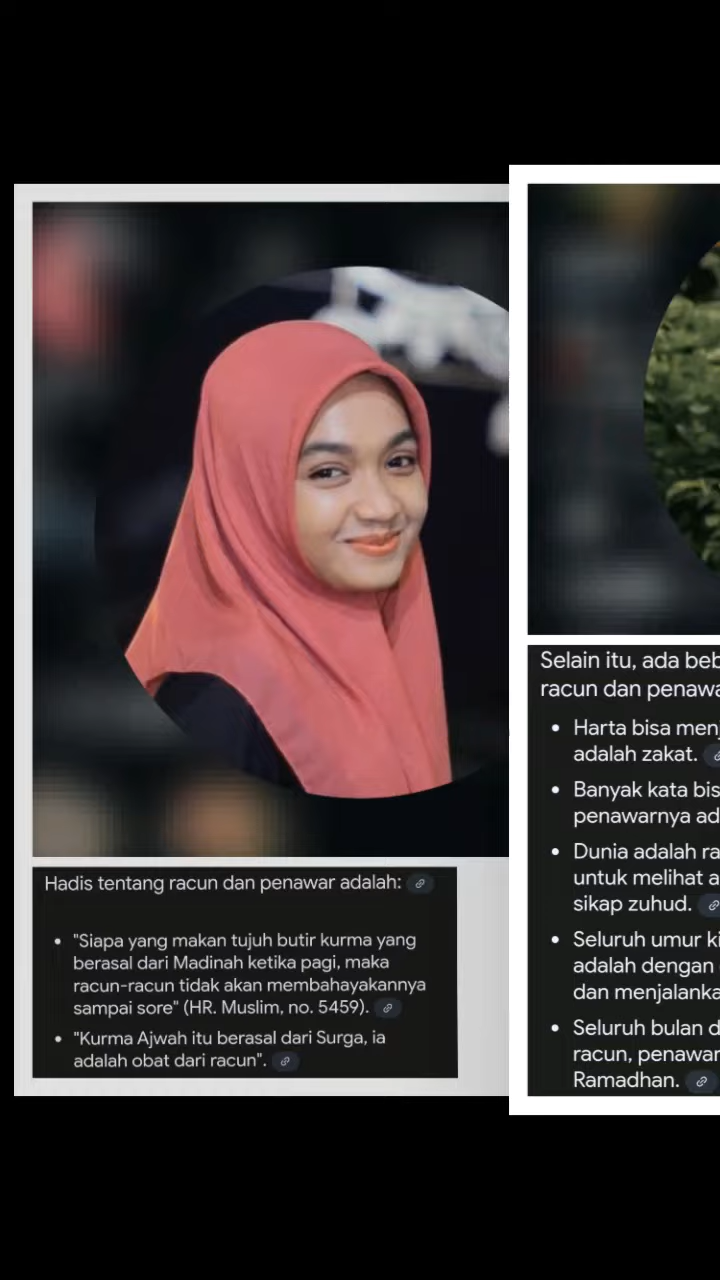 Hadis tentang racun dan penawar adalah:
• "Siapa yang makan tujuh butir kurma yang
berasal dari Madinah ketika pagi, maka
racun-racun tidak akan membahayakannya
sampai sore" (HR. Muslim, no. 5459).
• "Kurma Ajwah itu berasal dari Surga, ia
adalah obat dari racun".
Selain itu, ada beb
racun dan penawa
• Harta bisa menj
adalah zakat.
• Banyak kata bis
penawarnya ad
• Dunia adalah ra
untuk melihat a
sikap zuhud.
• Seluruh umur ki
adalah dengan
dan menjalanka
• Seluruh bulan d
racun, penawar
Ramadhan.